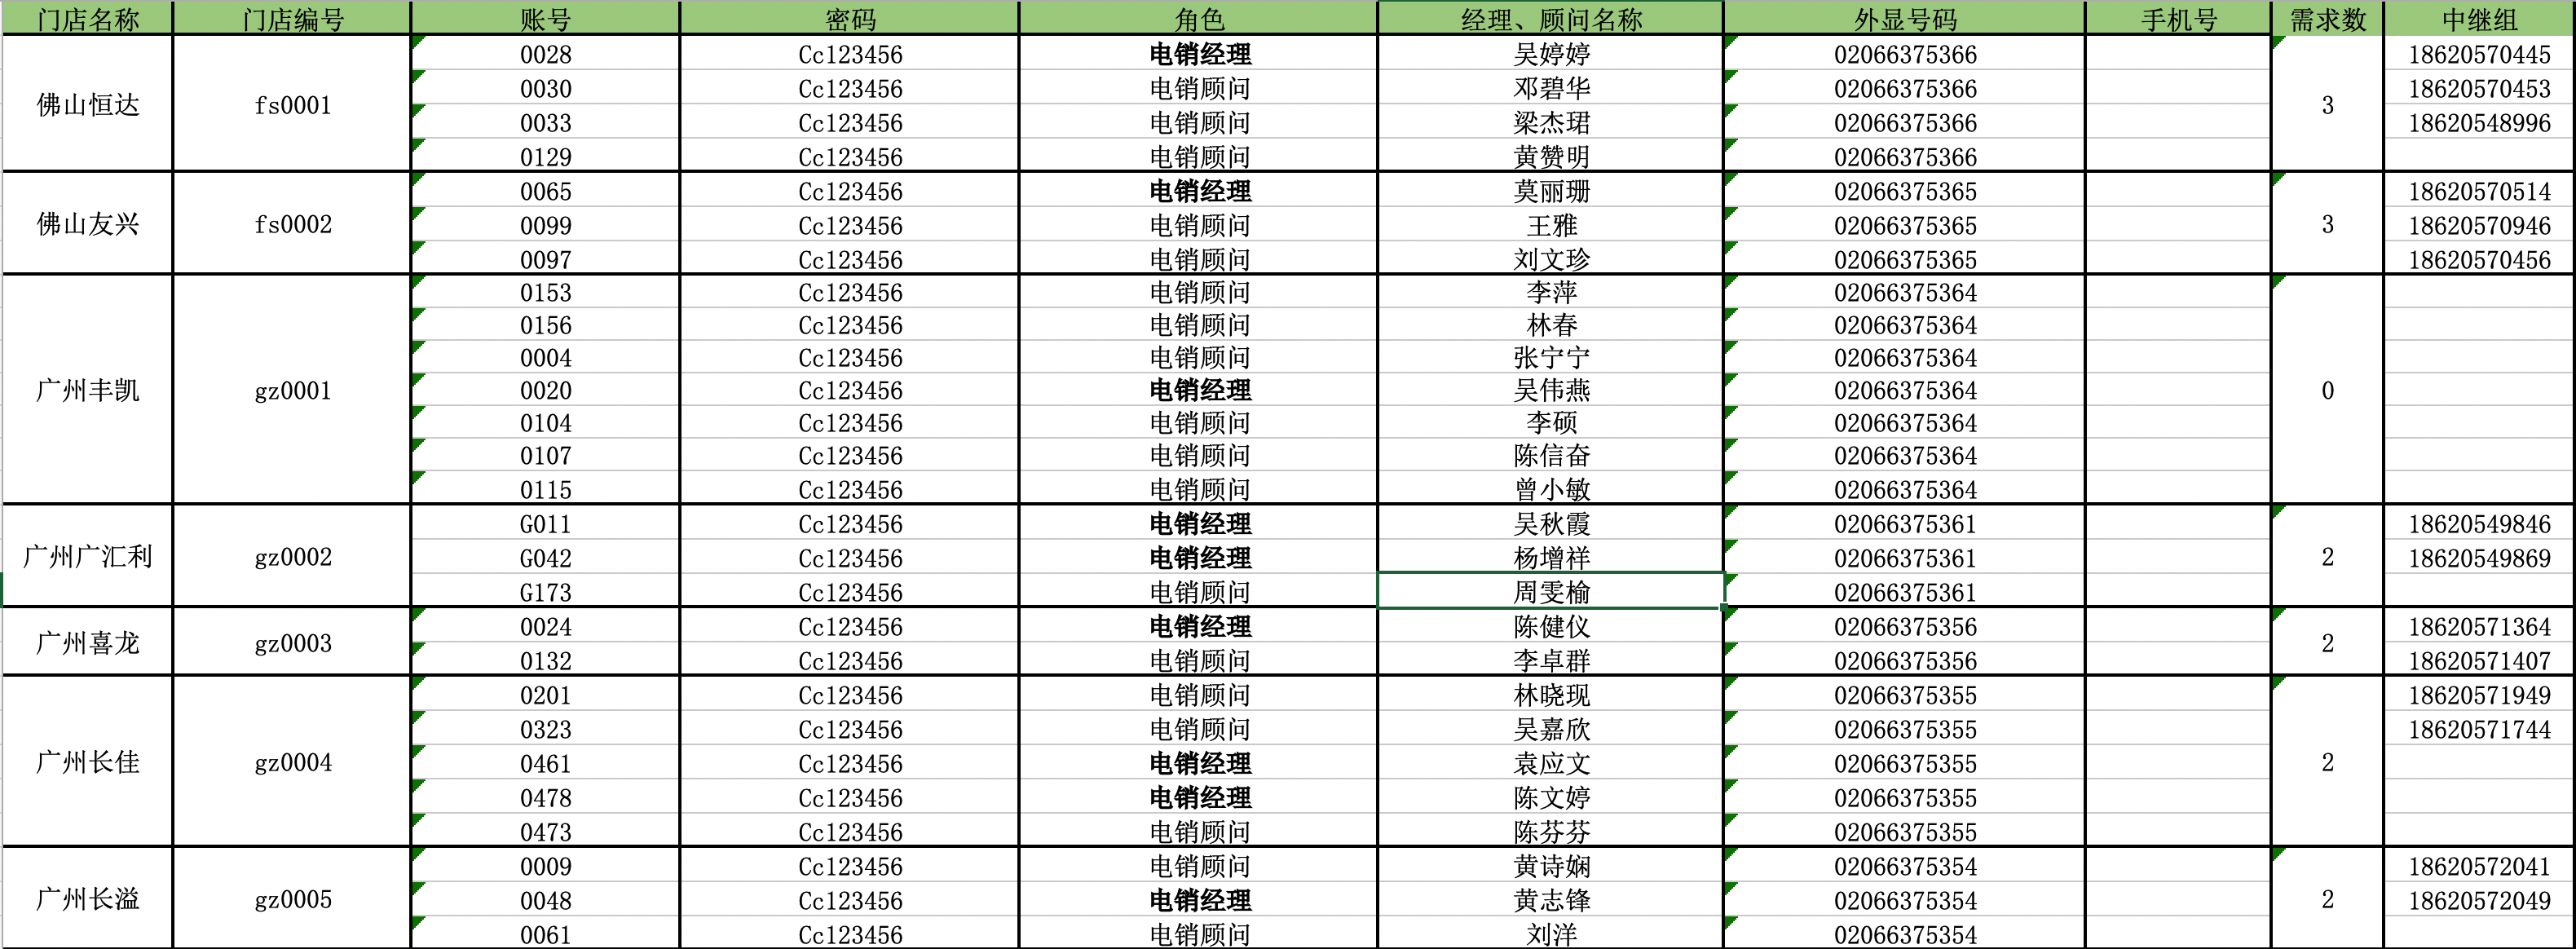 门店名称 门店编号 账号 密码 角色 经理、顾问名称 外显号码 手机号 需求数 中继组
佛山恒达 fs0001 0028 Cc123456 电销经理 吴婷婷 02066375366 3 18620570445
0030 Cc123456 电销顾问 邓碧华 02066375366 18620570453
0033 Cc123456 电销顾问 梁杰珺 02066375366 18620548996
0129 Cc123456 电销顾问 黄赞明 02066375366
佛山友兴 fs0002 0065 Cc123456 电销经理 莫丽珊 02066375365 3 18620570514
0099 Cc123456 电销顾问 王雅 02066375365 18620570946
0097 Cc123456 电销顾问 刘文珍 02066375365 18620570456
广州丰凯 gz0001 0153 Cc123456 电销顾问 李萍 02066375364 0
0156 Cc123456 电销顾问 林春 02066375364
0004 Cc123456 电销顾问 张宁宁 02066375364
0020 Cc123456 电销经理 吴伟燕 02066375364
0104 Cc123456 电销顾问 李硕 02066375364
0107 Cc123456 电销顾问 陈信奋 02066375364
0115 Cc123456 电销顾问 曾小敏 02066375364
广州广汇利 gz0002 G011 Cc123456 电销经理 吴秋霞 02066375361 2 18620549846
G042 Cc123456 电销经理 杨增祥 02066375361 18620549869
G173 Cc123456 电销顾问 周雯榆 02066375361
广州喜龙 gz0003 0024 Cc123456 电销经理 陈健仪 02066375356 2 18620571364
0132 Cc123456 电销顾问 李卓群 02066375356 18620571407
广州长佳 gz0004 0201 Cc123456 电销顾问 林晓现 02066375355 2 18620571949
0323 Cc123456 电销顾问 吴嘉欣 02066375355 18620571744
0461 Cc123456 电销经理 袁应文 02066375355
0478 Cc123456 电销经理 陈文婷 02066375355
0473 Cc123456 电销顾问 陈芬芬 02066375355
广州长溢 gz0005 0009 Cc123456 电销顾问 黄诗娴 02066375354 2 18620572041
0048 Cc123456 电销经理 黄志锋 02066375354 18620572049
0061 Cc123456 电销顾问 刘洋 02066375354